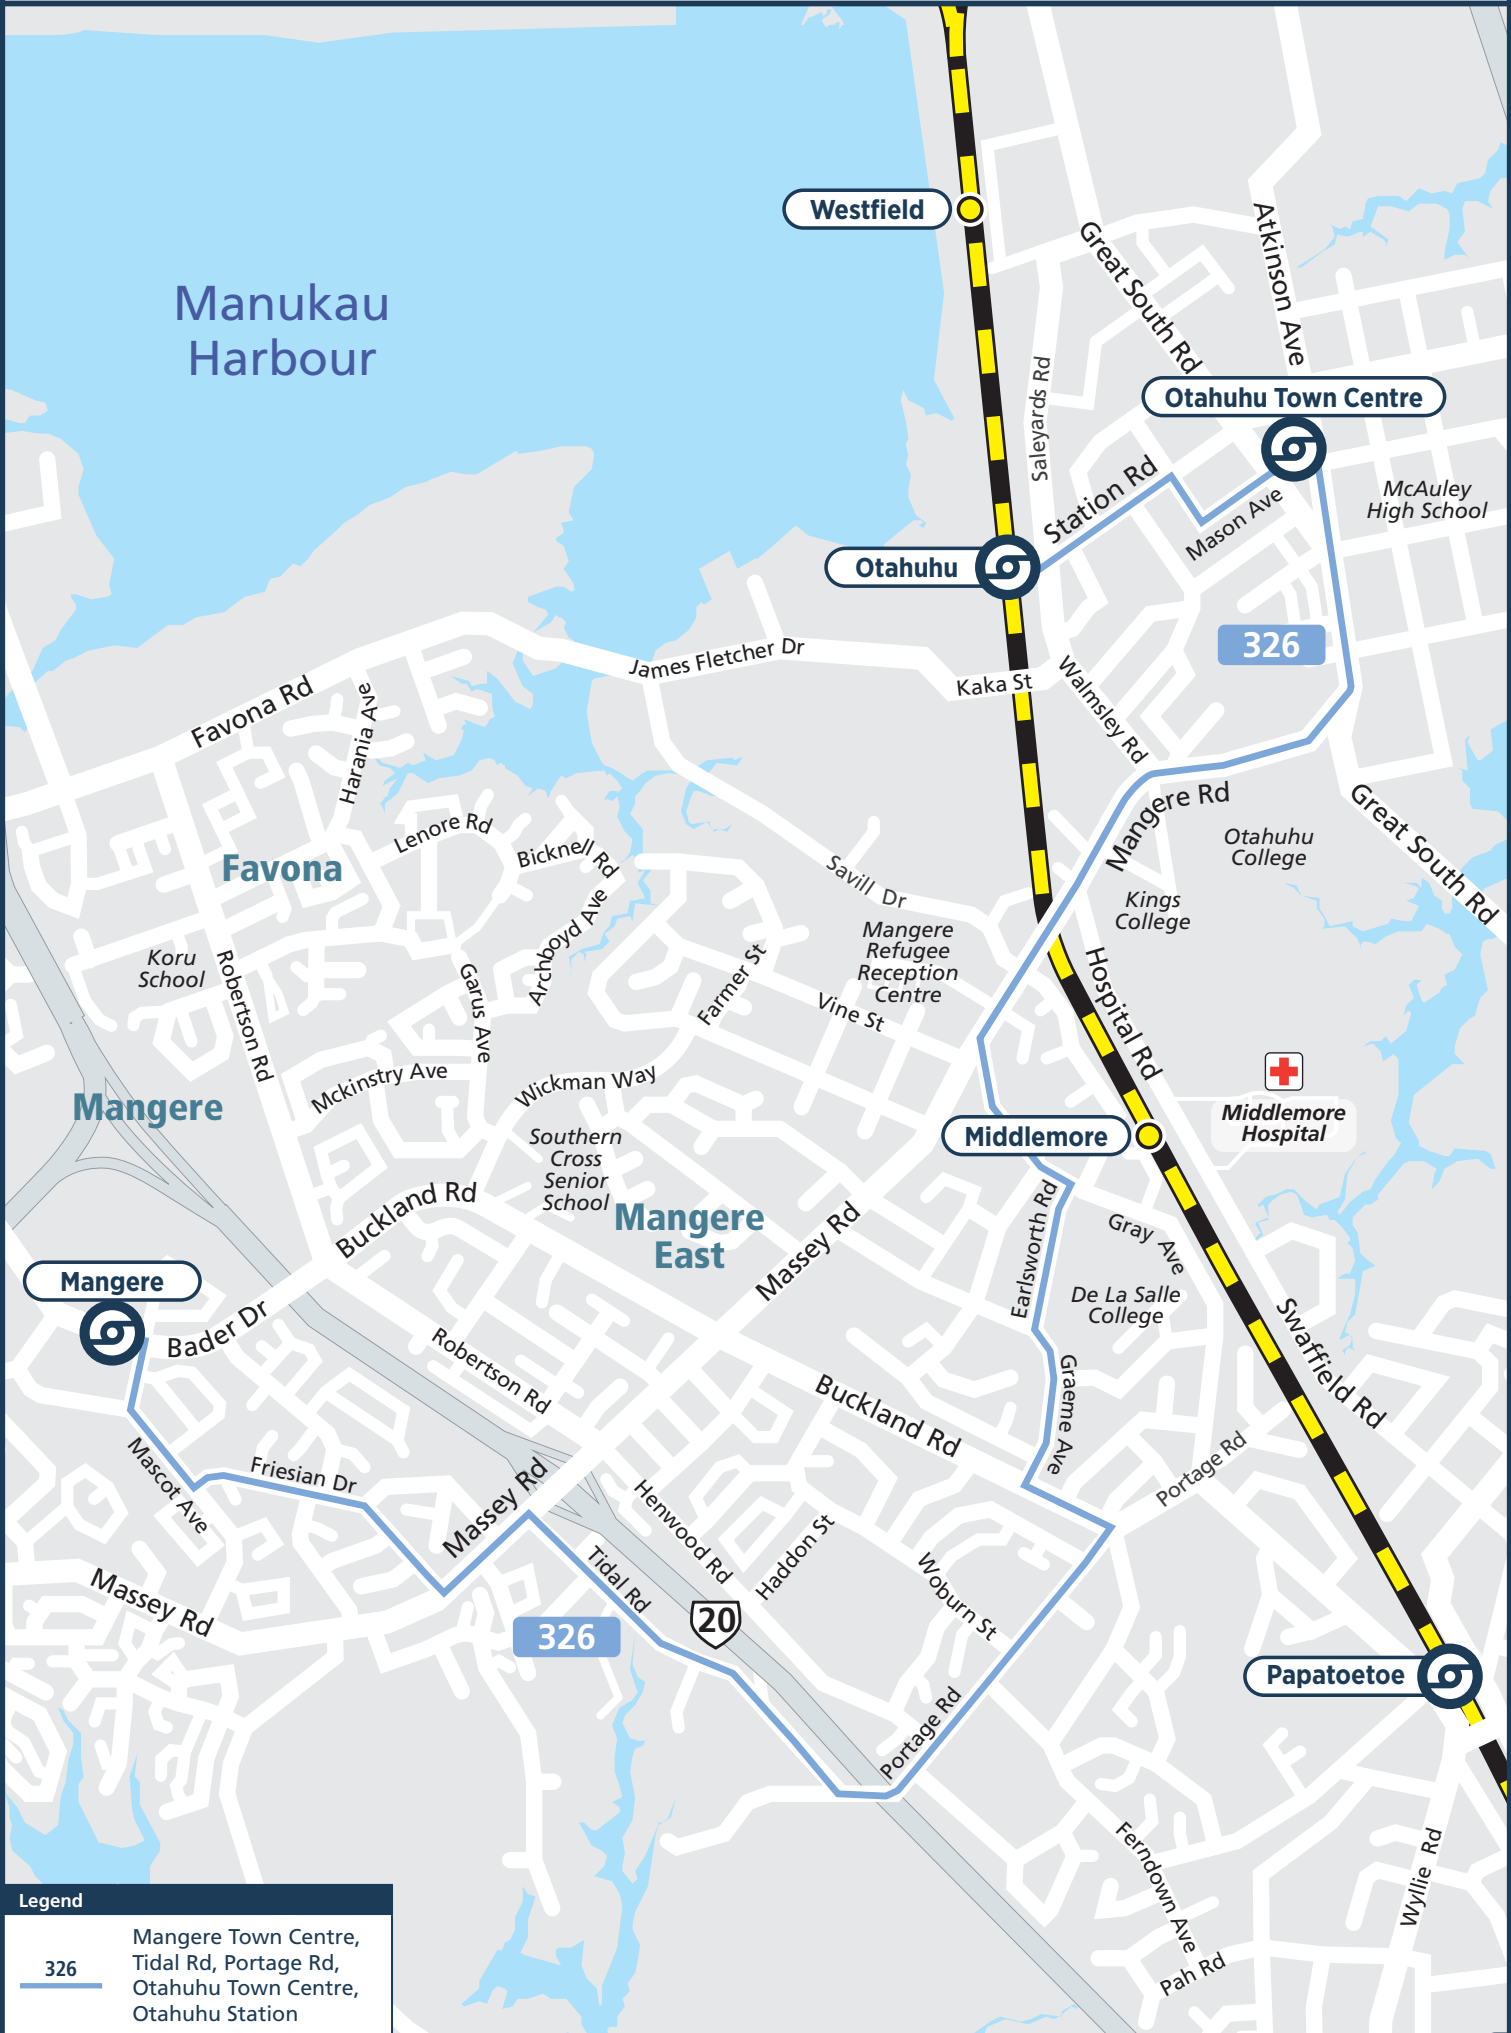 Westfield
Great South Rd
Atkinson Ave
Manukau
Harbour
Saleyards Rd
Otahuhu Town Centre
Station Rd
Mason Ave
McAuley
High School
Otahuhu
326
James Fletcher Dr
Kaka St
Walmsley Rd
Favona Rd
Harania Ave
Mangere Rd
Great South Rd
Lenore Rd
Bicknell Rd
Favona
Savill Dr
Otahuhu
College
Archboyd Ave
Kings
College
Mangere
Refugee
Reception
Centre
Koru
School
Robertson Rd
Garus Ave
Farmer St
Vine St
Hospital Rd
Mckinstry Ave
Wickman Way
Mangere
Middlemore
Hospital
Middlemore
Southern
Cross
Senior
School
Buckland Rd
Mangere
East
Massey Rd
Earlsworth Rd
Gray Ave
Mangere
Bader Dr
De La Salle
College
Swaffield Rd
Robertson Rd
Graeme Ave
Buckland Rd
Portage Rd
Mascot Ave
Friesian Dr
Massey Rd
Henwood Rd
Haddon St
Woburn St
Tidal Rd
Massey Rd
20
326
Papatoetoe
Portage Rd
Ferndown Ave
Wyllie Rd
Pah Rd
Legend
326
Mangere Town Centre,
Tidal Rd, Portage Rd,
Otahuhu Town Centre,
Otahuhu Station